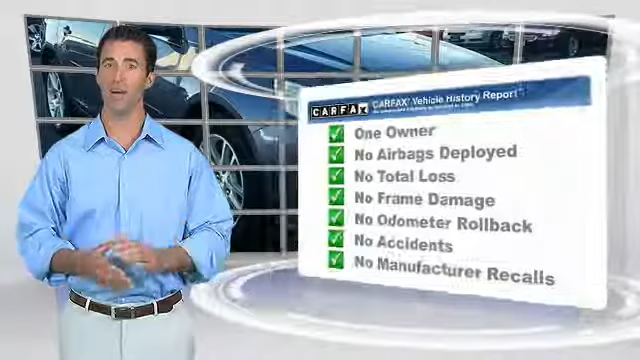 CARFAX CARFAX Vehicle History Report
One Owner
No Airbags Deployed
No Total Loss
No Frame Damage
No Odometer Rollback
No Accidents
No Manufacturer Recalls